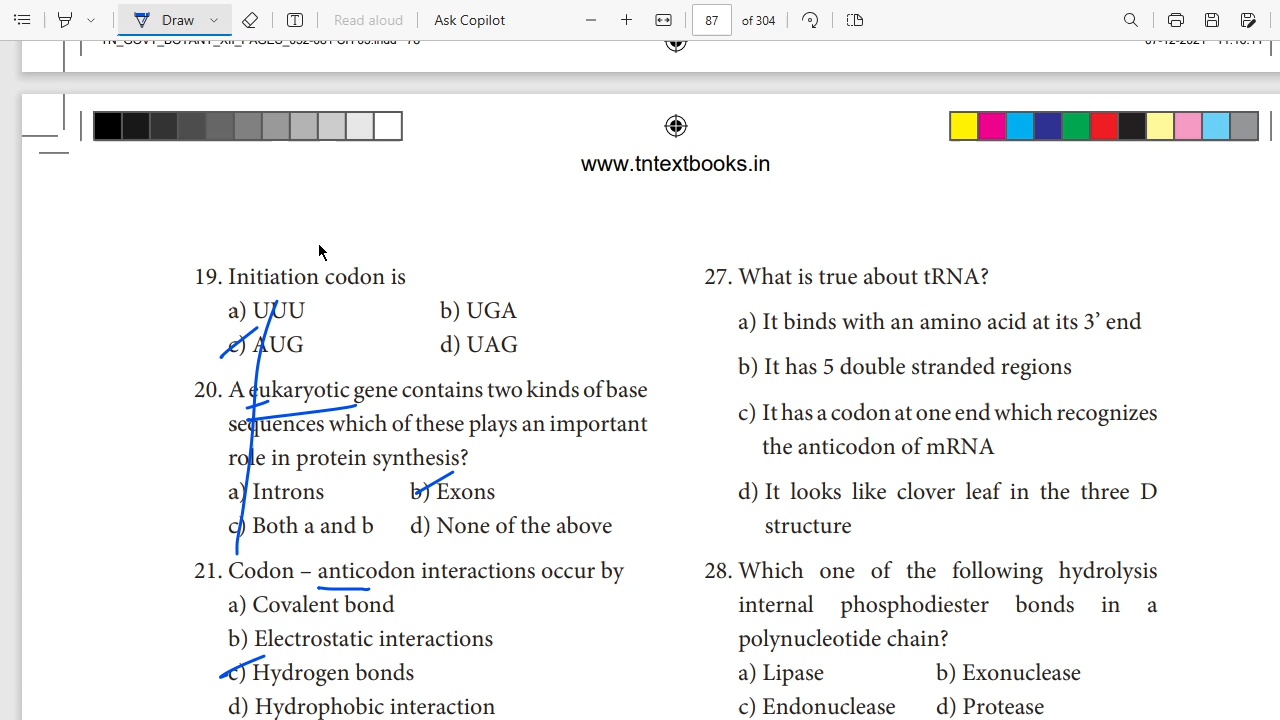 Draw
Read aloud
Ask Copilot
87
of 304
www.tntextbooks.in
19. Initiation codon is
a) UUU
b) UGA
c) AUG
d) UAG
20. A eukaryotic gene contains two kinds of base
sequences which of these plays an important
role in protein synthesis?
a) Introns
b) Exons
c) Both a and b
d) None of the above
21. Codon – anticodon interactions occur by
a) Covalent bond
b) Electrostatic interactions
c) Hydrogen bonds
d) Hydrophobic interaction
27. What is true about tRNA?
a) It binds with an amino acid at its 3’ end
b) It has 5 double stranded regions
c) It has a codon at one end which recognizes
the anticodon of mRNA
d) It looks like clover leaf in the three D
structure
28. Which one of the following hydrolysis
internal phosphodiester bonds in a
polynucleotide chain?
a) Lipase
b) Exonuclease
c) Endonuclease
d) Protease